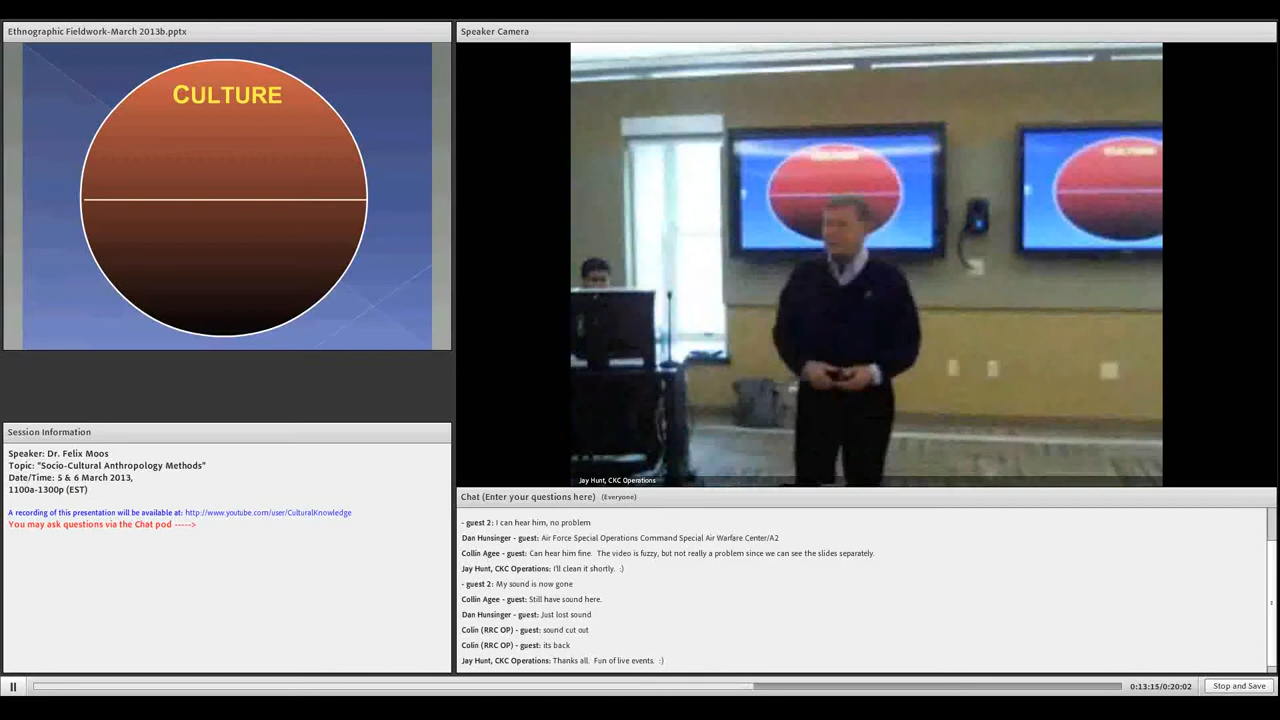 Ethnographic Fieldwork-March 2013b.pptx
CULTURE
Session Information
Speaker: Dr. Felix Moos
Topic: "Socio-Cultural Anthropology Methods"
Date/Time: 5 & 6 March 2013,
1100a-1300p (EST)
A recording of this presentation will be available at: http://www.youtube.com/user/CulturalKnowledge
You may ask questions via the Chat pod ----->
Speaker Camera
Jay Hunt, CKC Operations
Chat (Enter your questions here) (Everyone)
- guest 2: I can hear him, no problem
Dan Hunsinger - guest: Air Force Special Operations Command Special Air Warfare Center/A2
Collin Agee - guest: Can hear him fine. The video is fuzzy, but not really a problem since we can see the slides separately.
Jay Hunt, CKC Operations: I'll clean it shortly. :)
- guest 2: My sound is now gone
Collin Agee - guest: Still have sound here.
Dan Hunsinger - guest: Just lost sound
Colin (RRC OP) - guest: sound cut out
Colin (RRC OP) - guest: its back
Jay Hunt, CKC Operations: Thanks all. Fun of live events. :)
0:13:15/0:20:02
Stop and Save